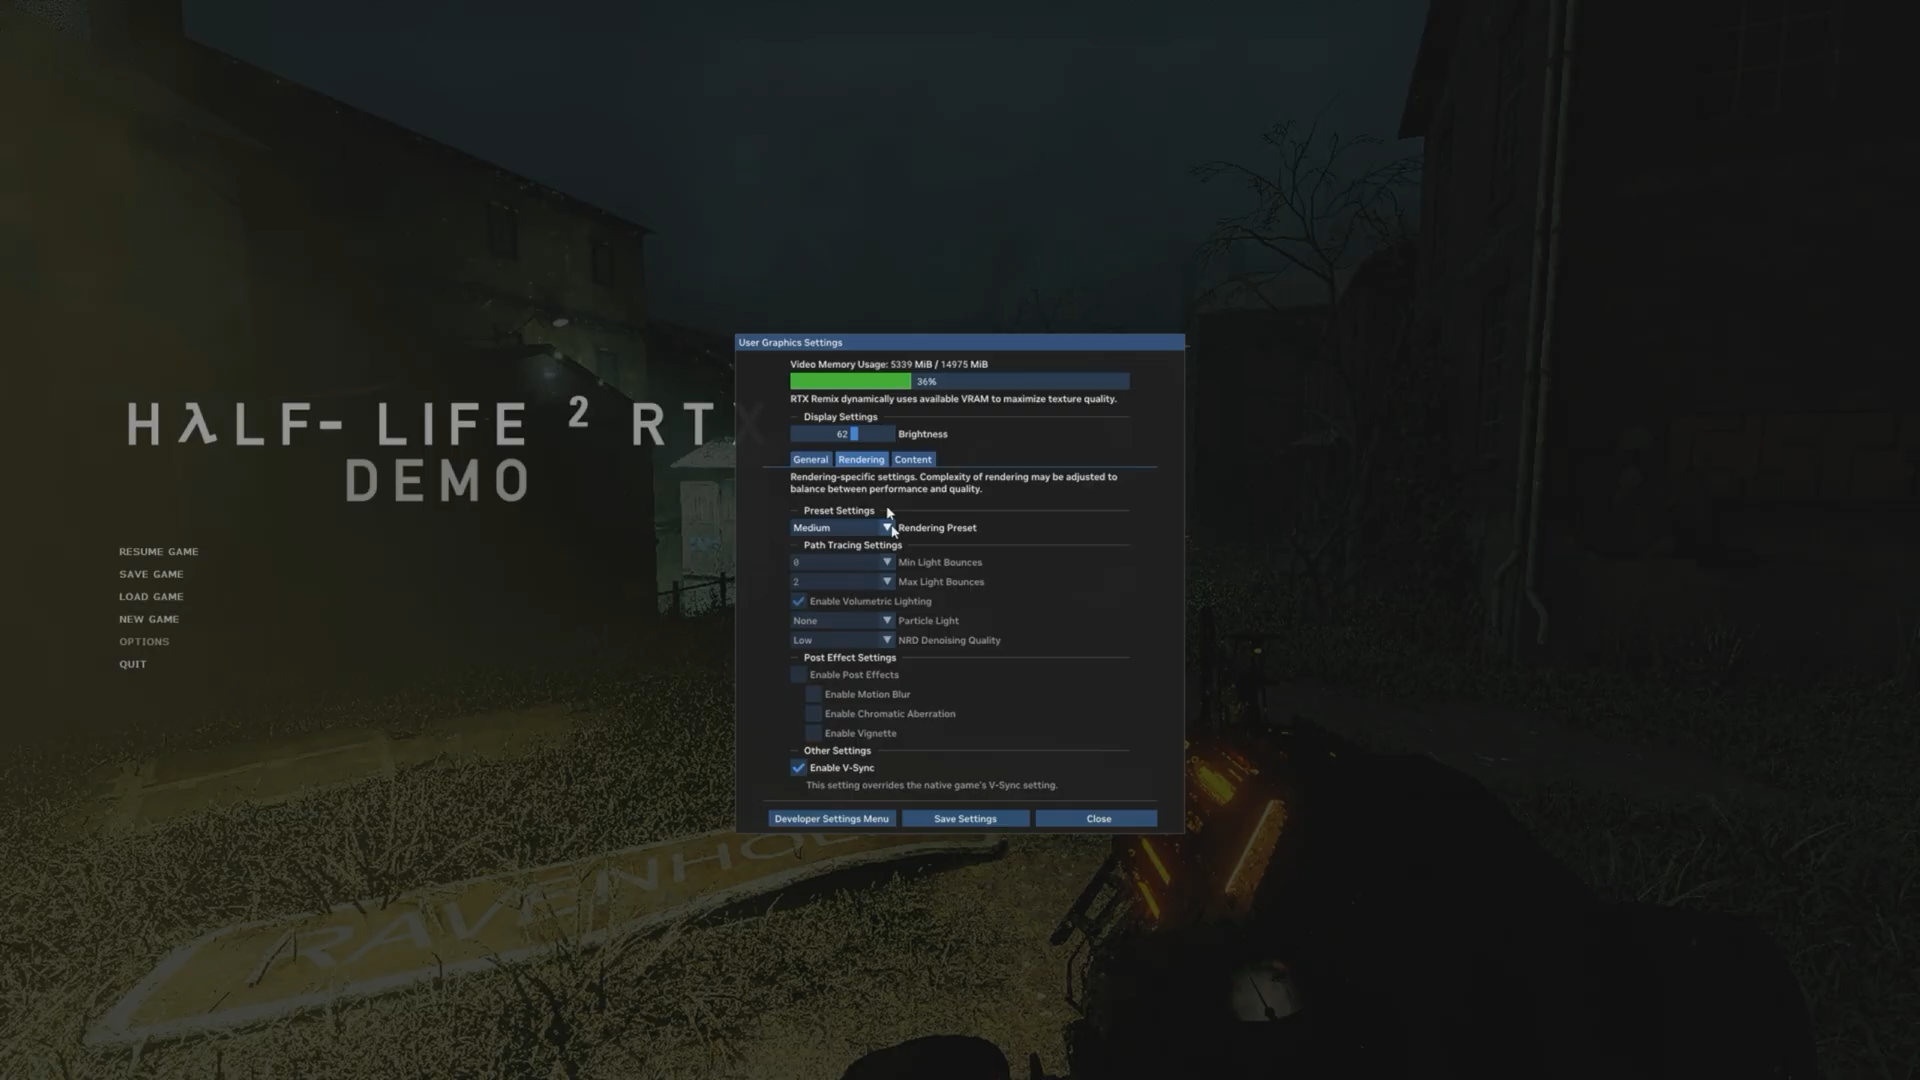 HλLF- LIFE ² RTX
DEMO
RESUME GAME
SAVE GAME
LOAD GAME
NEW GAME
OPTIONS
QUIT
User Graphics Settings
Video Memory Usage: 5339 MiB / 14975 MiB
36%
RTX Remix dynamically uses available VRAM to maximize texture quality.
Display Settings
62 Brightness
General Rendering Content
Rendering-specific settings. Complexity of rendering may be adjusted to
balance between performance and quality.
Preset Settings
Medium Rendering Preset
Path Tracing Settings
0 Min Light Bounces
2 Max Light Bounces
Enable Volumetric Lighting
None Particle Light
Low NRD Denoising Quality
Post Effect Settings
Enable Post Effects
Enable Motion Blur
Enable Chromatic Aberration
Enable Vignette
Other Settings
Enable V-Sync
This setting overrides the native game's V-Sync setting.
Developer Settings Menu Save Settings Close
RAVENHO